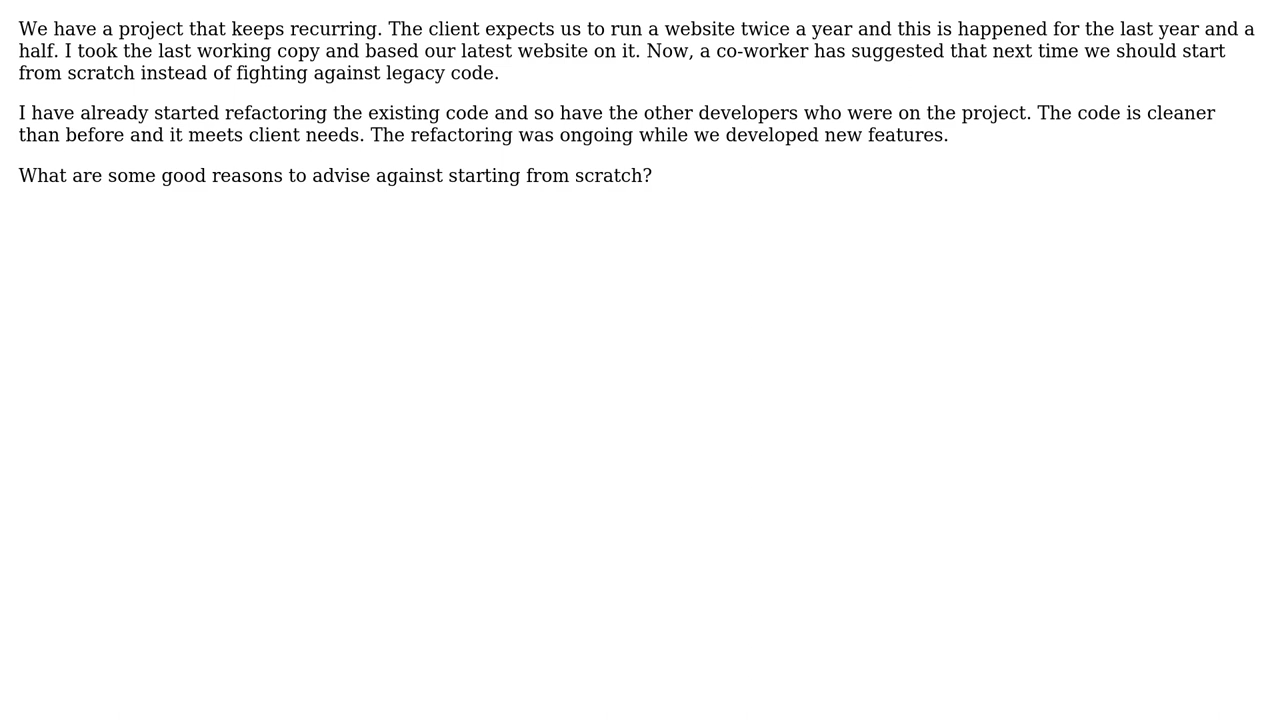 We have a project that keeps recurring. The client expects us to run a website twice a year and this is happened for the last year and a
half. I took the last working copy and based our latest website on it. Now, a co-worker has suggested that next time we should start
from scratch instead of fighting against legacy code.
I have already started refactoring the existing code and so have the other developers who were on the project. The code is cleaner
than before and it meets client needs. The refactoring was ongoing while we developed new features.
What are some good reasons to advise against starting from scratch?